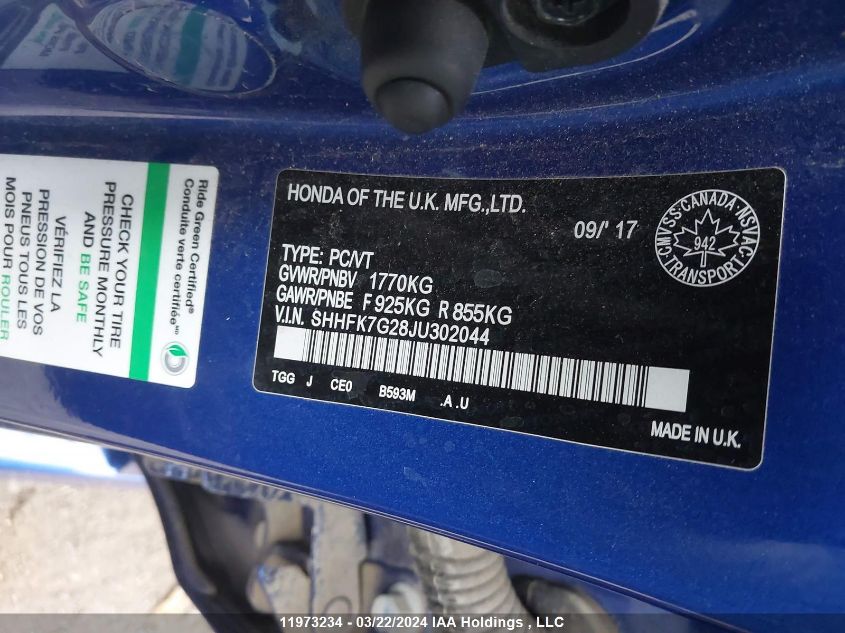 HONDA OF THE U.K. MFG.,LTD.
09/' 17
CMVSS·CANADA·NSVAC
942
TRANSPORT
TYPE: PC/VT
GVWR/PNBV 1770KG
GAWR/PNBE F 925KG R 855KG
V.I.N. SHHFK7G28JU302044
TGG J CE0 B593M .A .U
MADE IN U.K.
Ride Green Certified®
Conduite verte certifiée MD
CHECK YOUR TIRE
PRESSURE MONTHLY
AND BE SAFE
VÉRIFIEZ LA
PRESSION DE VOS
PNEUS TOUS LES
MOIS POUR ROULER
11973234 - 03/22/2024 IAA Holdings , LLC